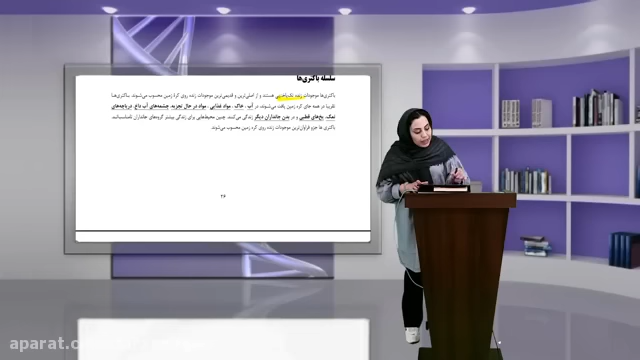 سلسله باکتری‌ها
باکتری‌ها موجودات زنده تک‌یاخته‌ی هستند و از اصلی‌ترین و قدیمی‌ترین موجودات زنده روی کرهٔ زمین محسوب می‌شوند. باکتری‌ها
تقریبا در همه جای کره زمین یافت می‌شوند. در آب، خاک، مواد غذایی، مواد در حال تجزیه، چشمه‌های آب داغ، دریاچه‌های
نمک، یخ‌های قطبی و در بدن جانداران دیگر زندگی می‌کنند. چنین محیط‌هایی برای زندگی بیشتر گروه‌های جانداران نامناسب‌اند.
باکتری ها جزو فراوان‌ترین موجودات زنده روی کره زمین محسوب می‌شوند.
۲۶
aparat.com/